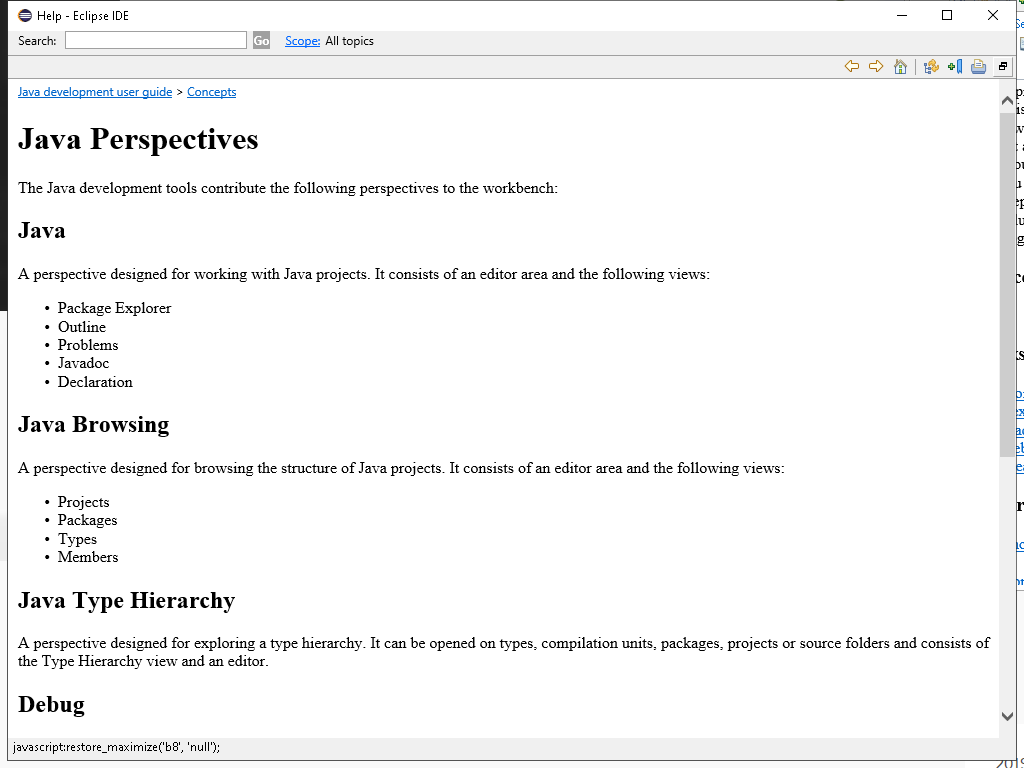 Help - Eclipse IDE
Search:
Go
Scope: All topics
Java development user guide > Concepts
Java Perspectives
The Java development tools contribute the following perspectives to the workbench:
Java
A perspective designed for working with Java projects. It consists of an editor area and the following views:
• Package Explorer
• Outline
• Problems
• Javadoc
• Declaration
Java Browsing
A perspective designed for browsing the structure of Java projects. It consists of an editor area and the following views:
• Projects
• Packages
• Types
• Members
Java Type Hierarchy
A perspective designed for exploring a type hierarchy. It can be opened on types, compilation units, packages, projects or source folders and consists of
the Type Hierarchy view and an editor.
Debug
javascript:restore_maximize('b8', 'null');